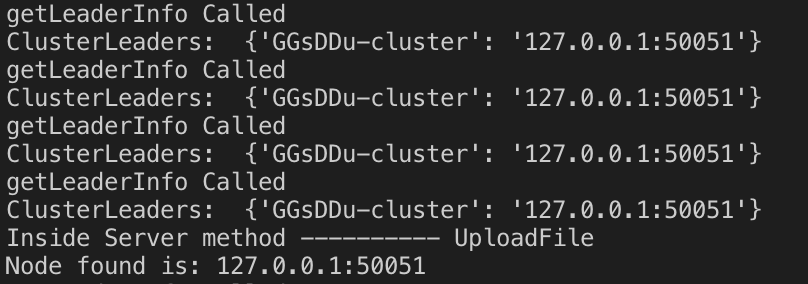 getLeaderInfo Called
ClusterLeaders:  {'GGsDDu-cluster': '127.0.0.1:50051'}
getLeaderInfo Called
ClusterLeaders:  {'GGsDDu-cluster': '127.0.0.1:50051'}
getLeaderInfo Called
ClusterLeaders:  {'GGsDDu-cluster': '127.0.0.1:50051'}
getLeaderInfo Called
ClusterLeaders:  {'GGsDDu-cluster': '127.0.0.1:50051'}
Inside Server method ---------- UploadFile
Node found is: 127.0.0.1:50051